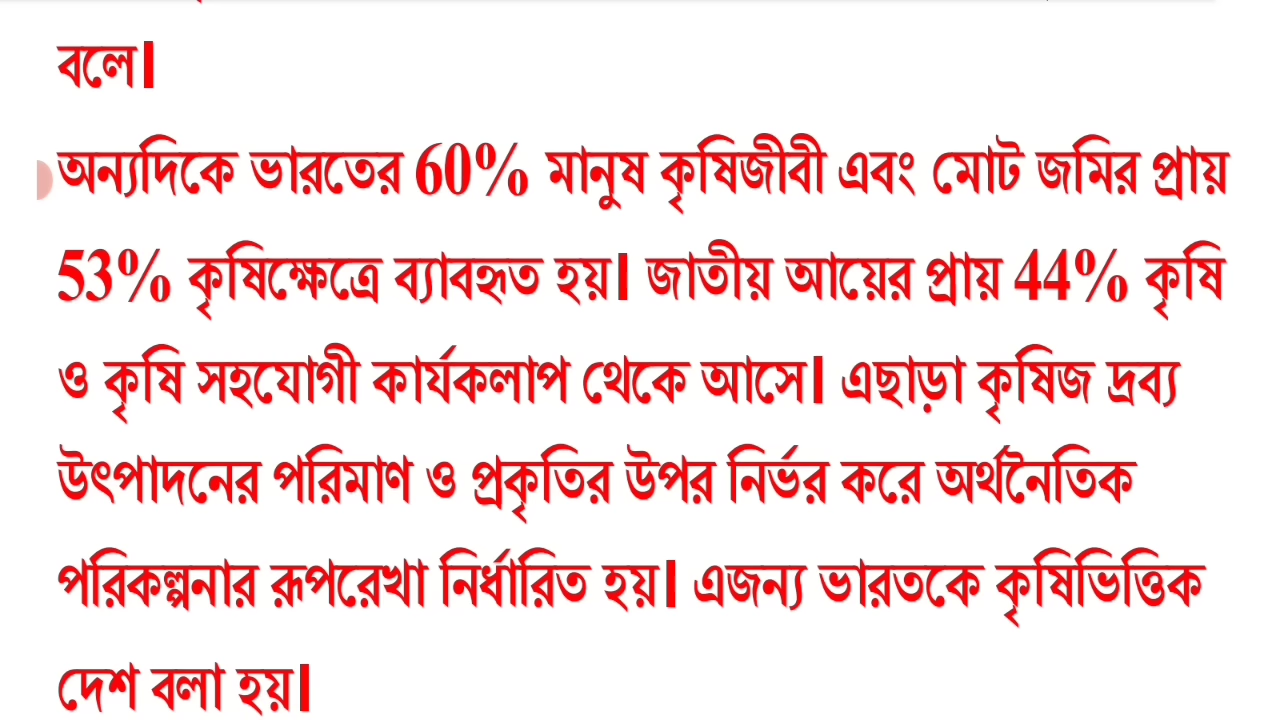 বলে।
অন্যদিকে ভারতের 60% মানুষ কৃষিজীবী এবং মোট জমির প্রায়
53% কৃষিক্ষেত্রে ব্যাবহৃত হয়। জাতীয় আয়ের প্রায় 44% কৃষি
ও কৃষি সহযোগী কার্যকলাপ থেকে আসে। এছাড়া কৃষিজ দ্রব্য
উৎপাদনের পরিমাণ ও প্রকৃতির উপর নির্ভর করে অর্থনৈতিক
পরিকল্পনার রূপরেখা নির্ধারিত হয়। এজন্য ভারতকে কৃষিভিত্তিক
দেশ বলা হয়।